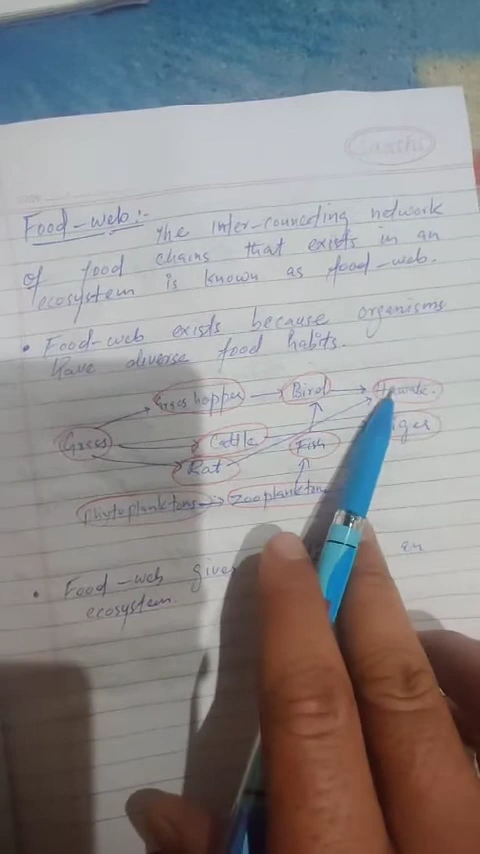 Saathi
Food-web:-
The inter-connecting network
of food chains that exists in an
ecosystem is known as food-web.
• Food-web exists because organisms
have diverse food habits.
Grass hopper → Bird →
Grass Cattle Fish
Rat
Phytoplanktons → Zooplanktons
• Food-web gives
ecosystem.